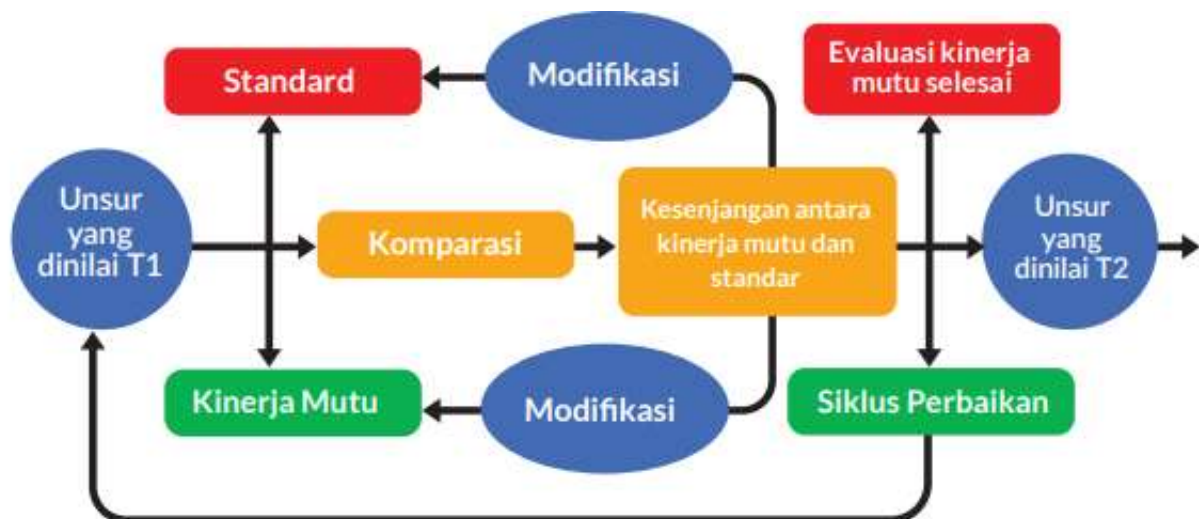 Standard
Modifikasi
Evaluasi kinerja
mutu selesai
Unsur
yang
dinilai T1
Komparasi
Kesenjangan antara
kinerja mutu dan
standar
Unsur
yang
dinilai T2
Kinerja Mutu
Modifikasi
Siklus Perbaikan